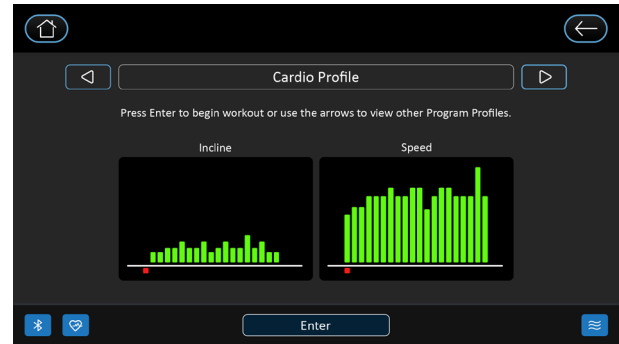 Cardio Profile
Press Enter to begin workout or use the arrows to view other Program Profiles.
Incline
Speed
Enter